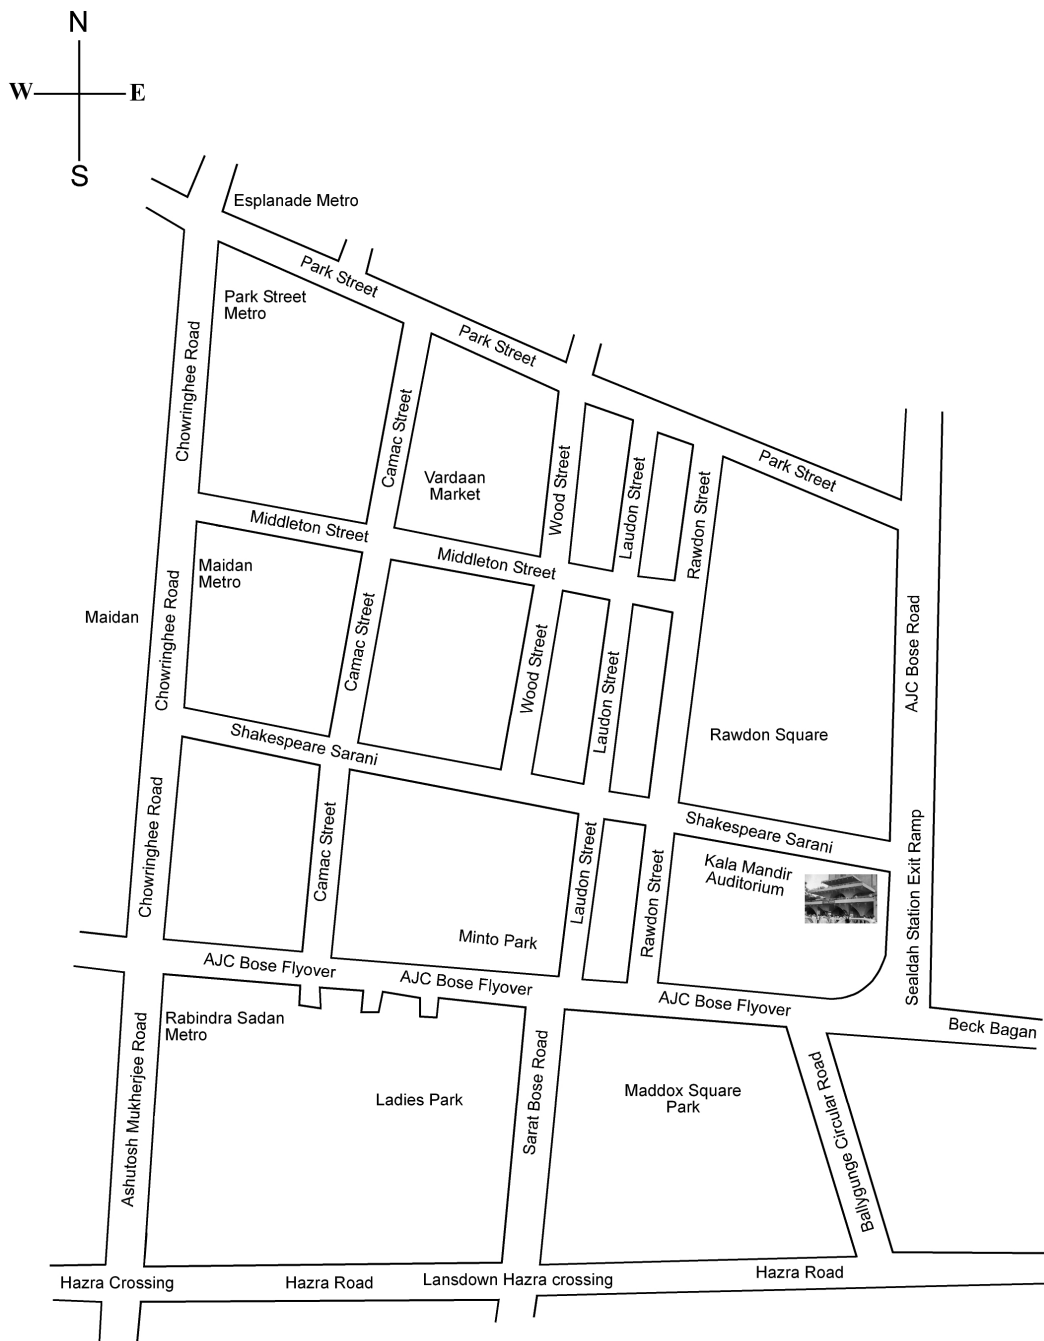 N
W
E
S
Esplanade Metro
Park Street
Park Street
Metro
Park Street
Chowringhee Road
Camac Street
Vardaan
Market
Wood Street
Laudon Street
Rawdon Street
Park Street
Middleton Street
Middleton Street
Maidan
Metro
Maidan
Chowringhee Road
Camac Street
Wood Street
Laudon Street
AJC Bose Road
Rawdon Square
Shakespeare Sarani
Shakespeare Sarani
Chowringhee Road
Camac Street
Laudon Street
Rawdon Street
Kala Mandir
Auditorium
Sealdah Station Exit Ramp
Minto Park
AJC Bose Flyover
AJC Bose Flyover
AJC Bose Flyover
Rabindra Sadan
Metro
Beck Bagan
Ashutosh Mukherjee Road
Ladies Park
Sarat Bose Road
Maddox Square
Park
Ballygunge Circular Road
Hazra Crossing
Hazra Road
Lansdown Hazra crossing
Hazra Road